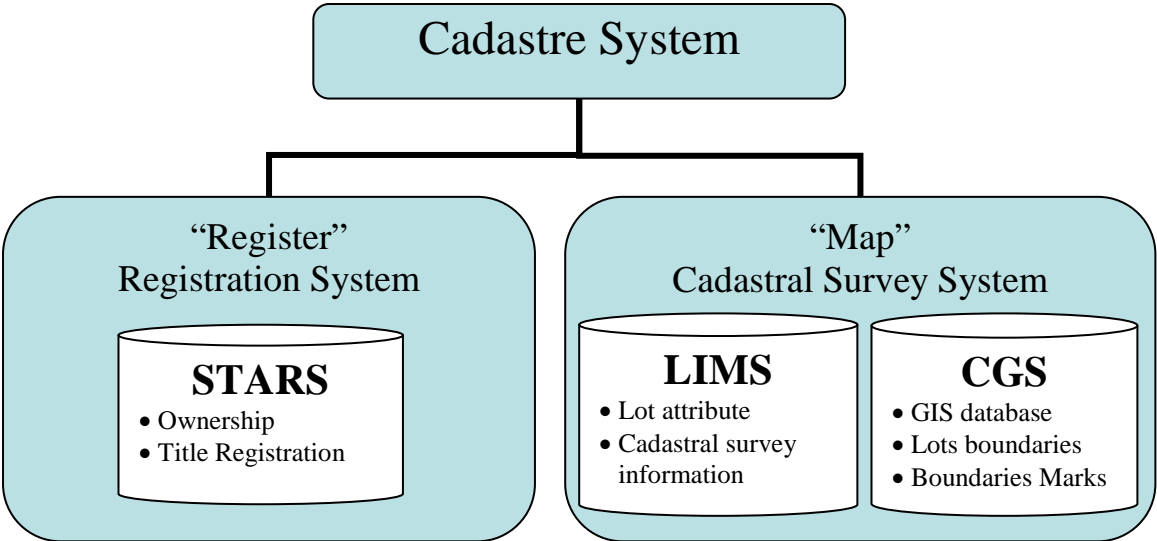 Cadastre System
“Register”
Registration System
STARS
• Ownership
• Title Registration
“Map”
Cadastral Survey System
LIMS
• Lot attribute
• Cadastral survey
information
CGS
• GIS database
• Lots boundaries
• Boundaries Marks